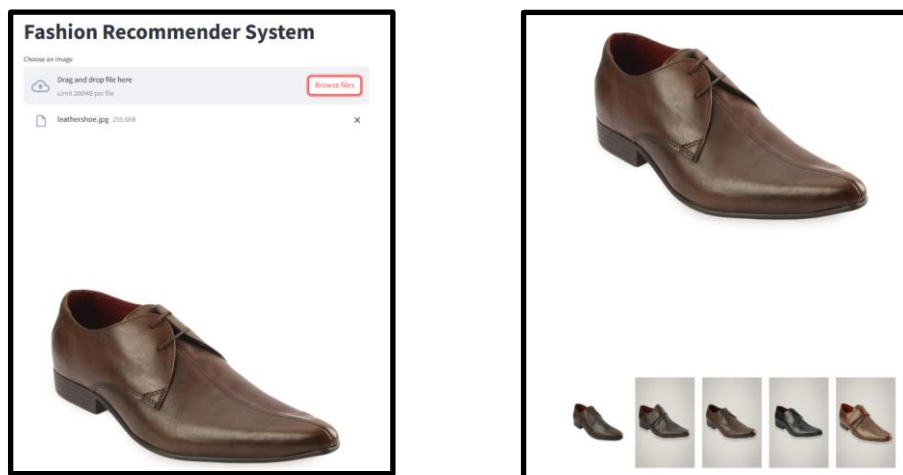 Fashion Recommender System
Choose an image
Drag and drop file here
Limit 200MB per file
Browse files
leathershoe.jpg 255.6KB